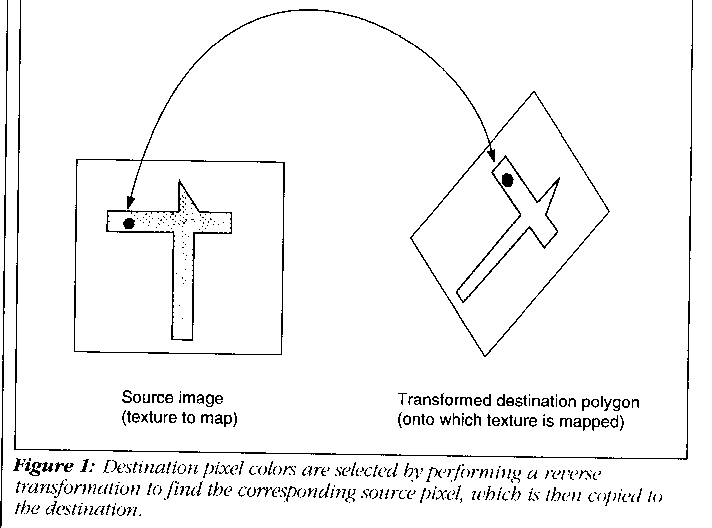 Source image
(texture to map)
Transformed destination polygon
(onto which texture is mapped)
Figure 1: Destination pixel colors are selected by performing a reverse
transformation to find the corresponding source pixel, which is then copied to
the destination.